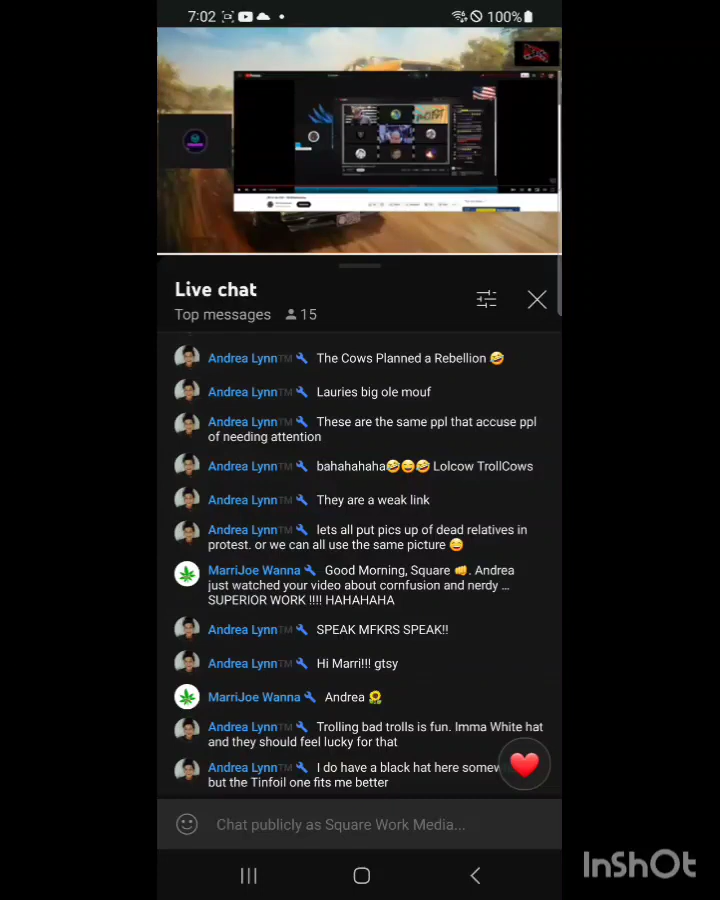 7:02
100%
Live chat
Top messages 15
Andrea Lynn™ The Cows Planned a Rebellion 🤣
Andrea Lynn™ Lauries big ole mouf
Andrea Lynn™ These are the same ppl that accuse ppl
of needing attention
Andrea Lynn™ bahahahaha🤣😅🤣 Lolcow TrollCows
Andrea Lynn™ They are a weak link
Andrea Lynn™ lets all put pics up of dead relatives in
protest. or we can all use the same picture 😅
MarriJoe Wanna Good Morning, Square 👊. Andrea
just watched your video about cornfusion and nerdy ...
SUPERIOR WORK !!!! HAHAHAHA
Andrea Lynn™ SPEAK MFKRS SPEAK!!
Andrea Lynn™ Hi Marri!!! gtsy
MarriJoe Wanna Andrea 🌻
Andrea Lynn™ Trolling bad trolls is fun. Imma White hat
and they should feel lucky for that
Andrea Lynn™ I do have a black hat here
but the Tinfoil one fits me better
Chat publicly as Square Work Media...
InShOt